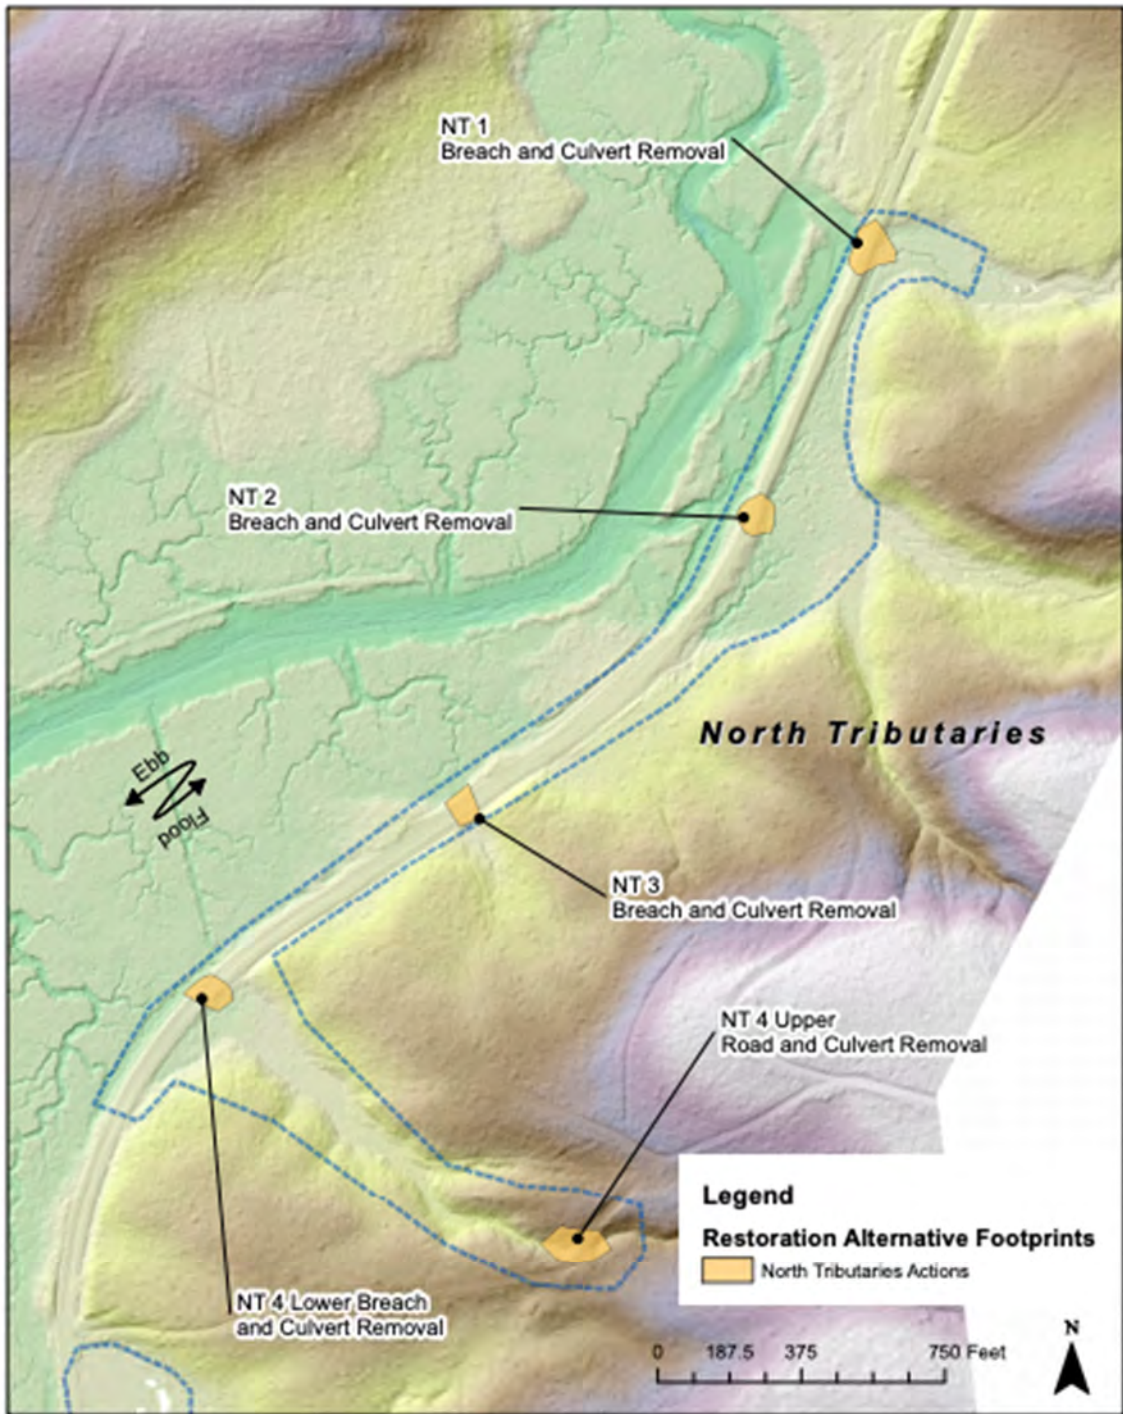 NT 1
Breach and Culvert Removal
NT 2
Breach and Culvert Removal
North Tributaries
Ebb
Flood
NT 3
Breach and Culvert Removal
NT 4 Upper
Road and Culvert Removal
NT 4 Lower Breach
and Culvert Removal
Legend
Restoration Alternative Footprints
North Tributaries Actions
0 187.5 375 750 Feet
N